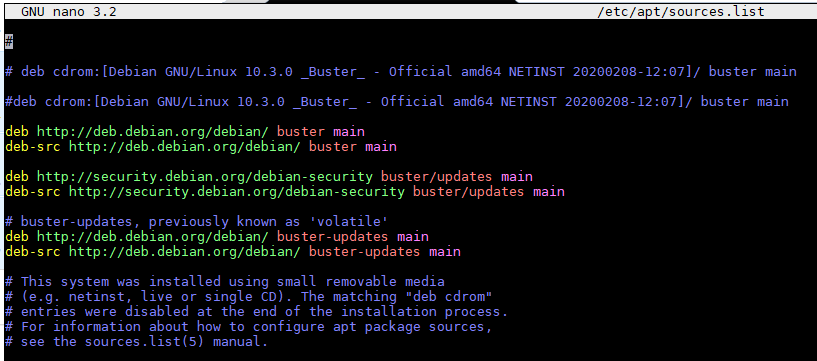 GNU nano 3.2 /etc/apt/sources.list
#
# deb cdrom:[Debian GNU/Linux 10.3.0 _Buster_ - Official amd64 NETINST 20200208-12:07]/ buster main
#deb cdrom:[Debian GNU/Linux 10.3.0 _Buster_ - Official amd64 NETINST 20200208-12:07]/ buster main
deb http://deb.debian.org/debian/ buster main
deb-src http://deb.debian.org/debian/ buster main
deb http://security.debian.org/debian-security buster/updates main
deb-src http://security.debian.org/debian-security buster/updates main
# buster-updates, previously known as 'volatile'
deb http://deb.debian.org/debian/ buster-updates main
deb-src http://deb.debian.org/debian/ buster-updates main
# This system was installed using small removable media
# (e.g. netinst, live or single CD). The matching "deb cdrom"
# entries were disabled at the end of the installation process.
# For information about how to configure apt package sources,
# see the sources.list(5) manual.